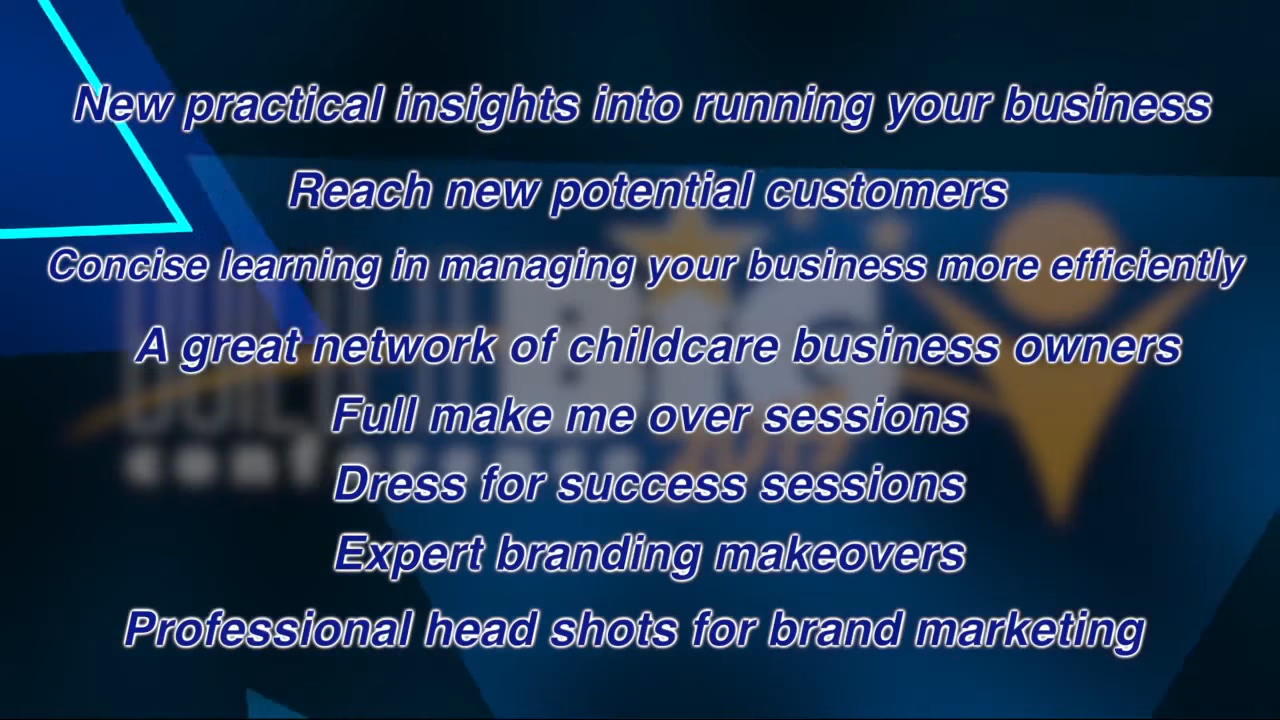 New practical insights into running your business
Reach new potential customers
Concise learning in managing your business more efficiently
A great network of childcare business owners
Full make me over sessions
Dress for success sessions
Expert branding makeovers
Professional head shots for brand marketing
BIG